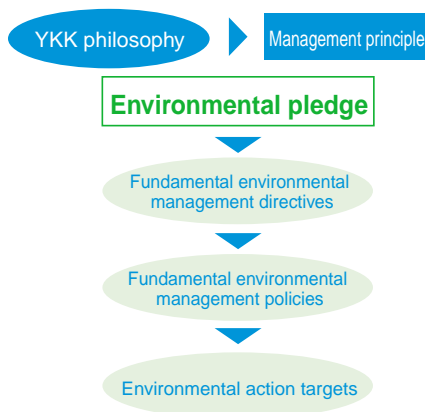 YKK philosophy
Management principle
Environmental pledge
Fundamental environmental
management directives
Fundamental environmental
management policies
Environmental action targets